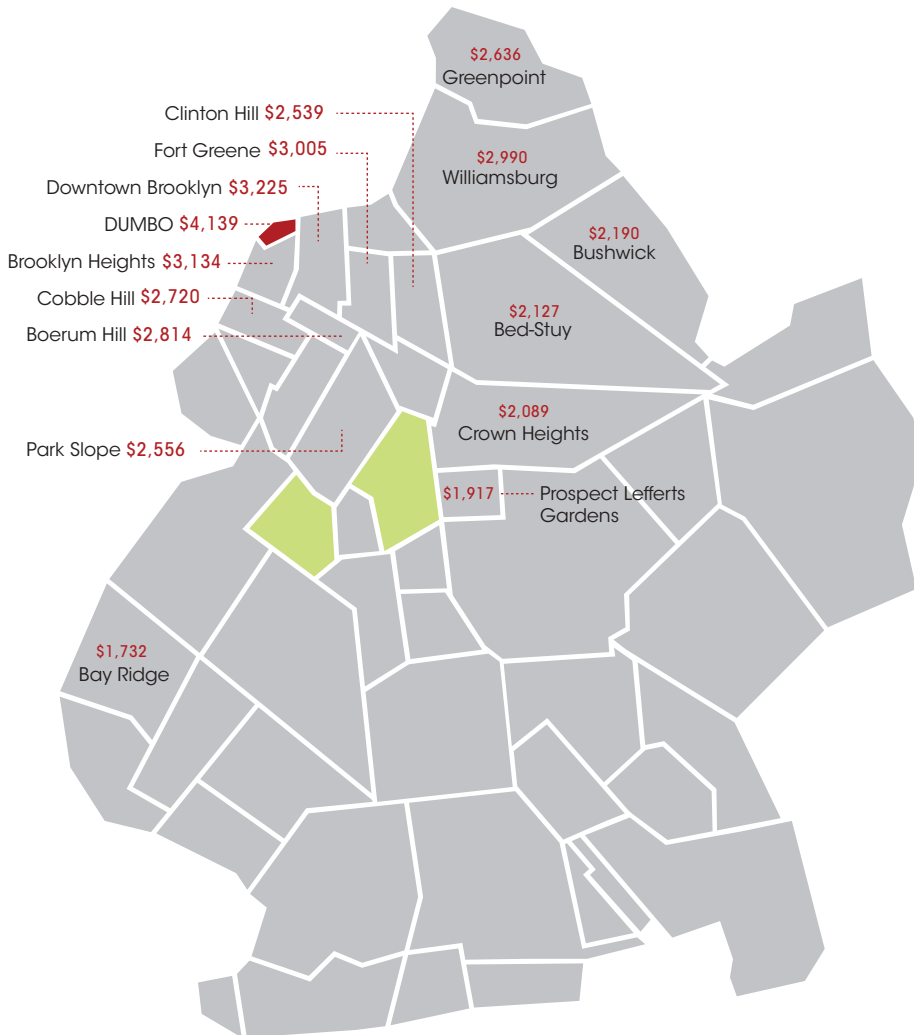 $2,636
Greenpoint
Clinton Hill $2,539
Fort Greene $3,005
$2,990
Williamsburg
Downtown Brooklyn $3,225
DUMBO $4,139
$2,190
Bushwick
Brooklyn Heights $3,134
Cobble Hill $2,720
$2,127
Bed-Stuy
Boerum Hill $2,814
$2,089
Crown Heights
Park Slope $2,556
$1,917
Prospect Lefferts
Gardens
$1,732
Bay Ridge